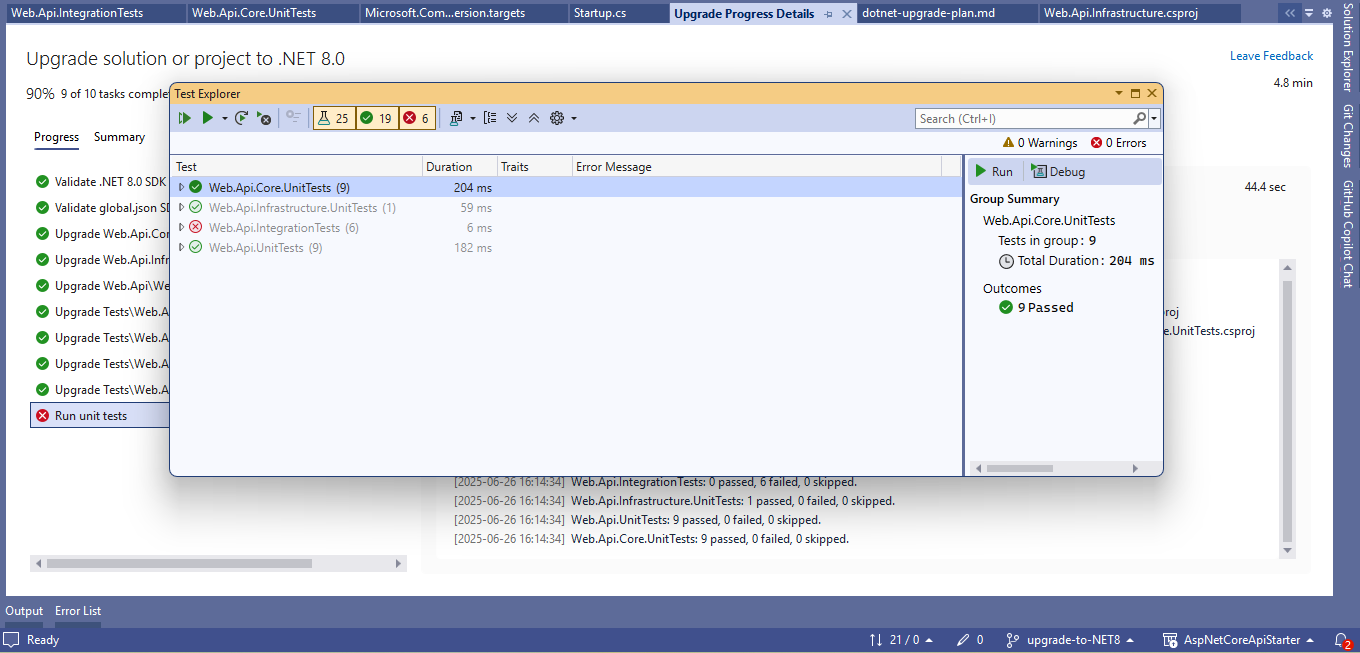 Web.Api.IntegrationTests
Web.Api.Core.UnitTests
Microsoft.Com...ersion.targets
Startup.cs
Upgrade Progress Details
dotnet-upgrade-plan.md
Web.Api.Infrastructure.csproj
Solution Explorer
Git Changes
GitHub Copilot Chat
Upgrade solution or project to .NET 8.0
Leave Feedback
90% 9 of 10 tasks complet
4.8 min
Progress
Summary
Validate .NET 8.0 SDK
Validate global.json SD
Upgrade Web.Api.Cor
Upgrade Web.Api.Infr
Upgrade Web.Api\We
Upgrade Tests\Web.A
Upgrade Tests\Web.A
Upgrade Tests\Web.A
Upgrade Tests\Web.A
Run unit tests
44.4 sec
Test Explorer
25
19
6
Search (Ctrl+I)
0 Warnings
0 Errors
Test Duration Traits Error Message
Web.Api.Core.UnitTests (9) 204 ms
Web.Api.Infrastructure.UnitTests (1) 59 ms
Web.Api.IntegrationTests (6) 6 ms
Web.Api.UnitTests (9) 182 ms
Run
Debug
Group Summary
Web.Api.Core.UnitTests
Tests in group: 9
Total Duration: 204 ms
Outcomes
9 Passed
roj
e.UnitTests.csproj
[2025-06-26 16:14:34] Web.Api.IntegrationTests: 0 passed, 6 failed, 0 skipped.
[2025-06-26 16:14:34] Web.Api.Infrastructure.UnitTests: 1 passed, 0 failed, 0 skipped.
[2025-06-26 16:14:34] Web.Api.UnitTests: 9 passed, 0 failed, 0 skipped.
[2025-06-26 16:14:34] Web.Api.Core.UnitTests: 9 passed, 0 failed, 0 skipped.
Output
Error List
Ready
21 / 0
0
upgrade-to-NET8
AspNetCoreApiStarter
2